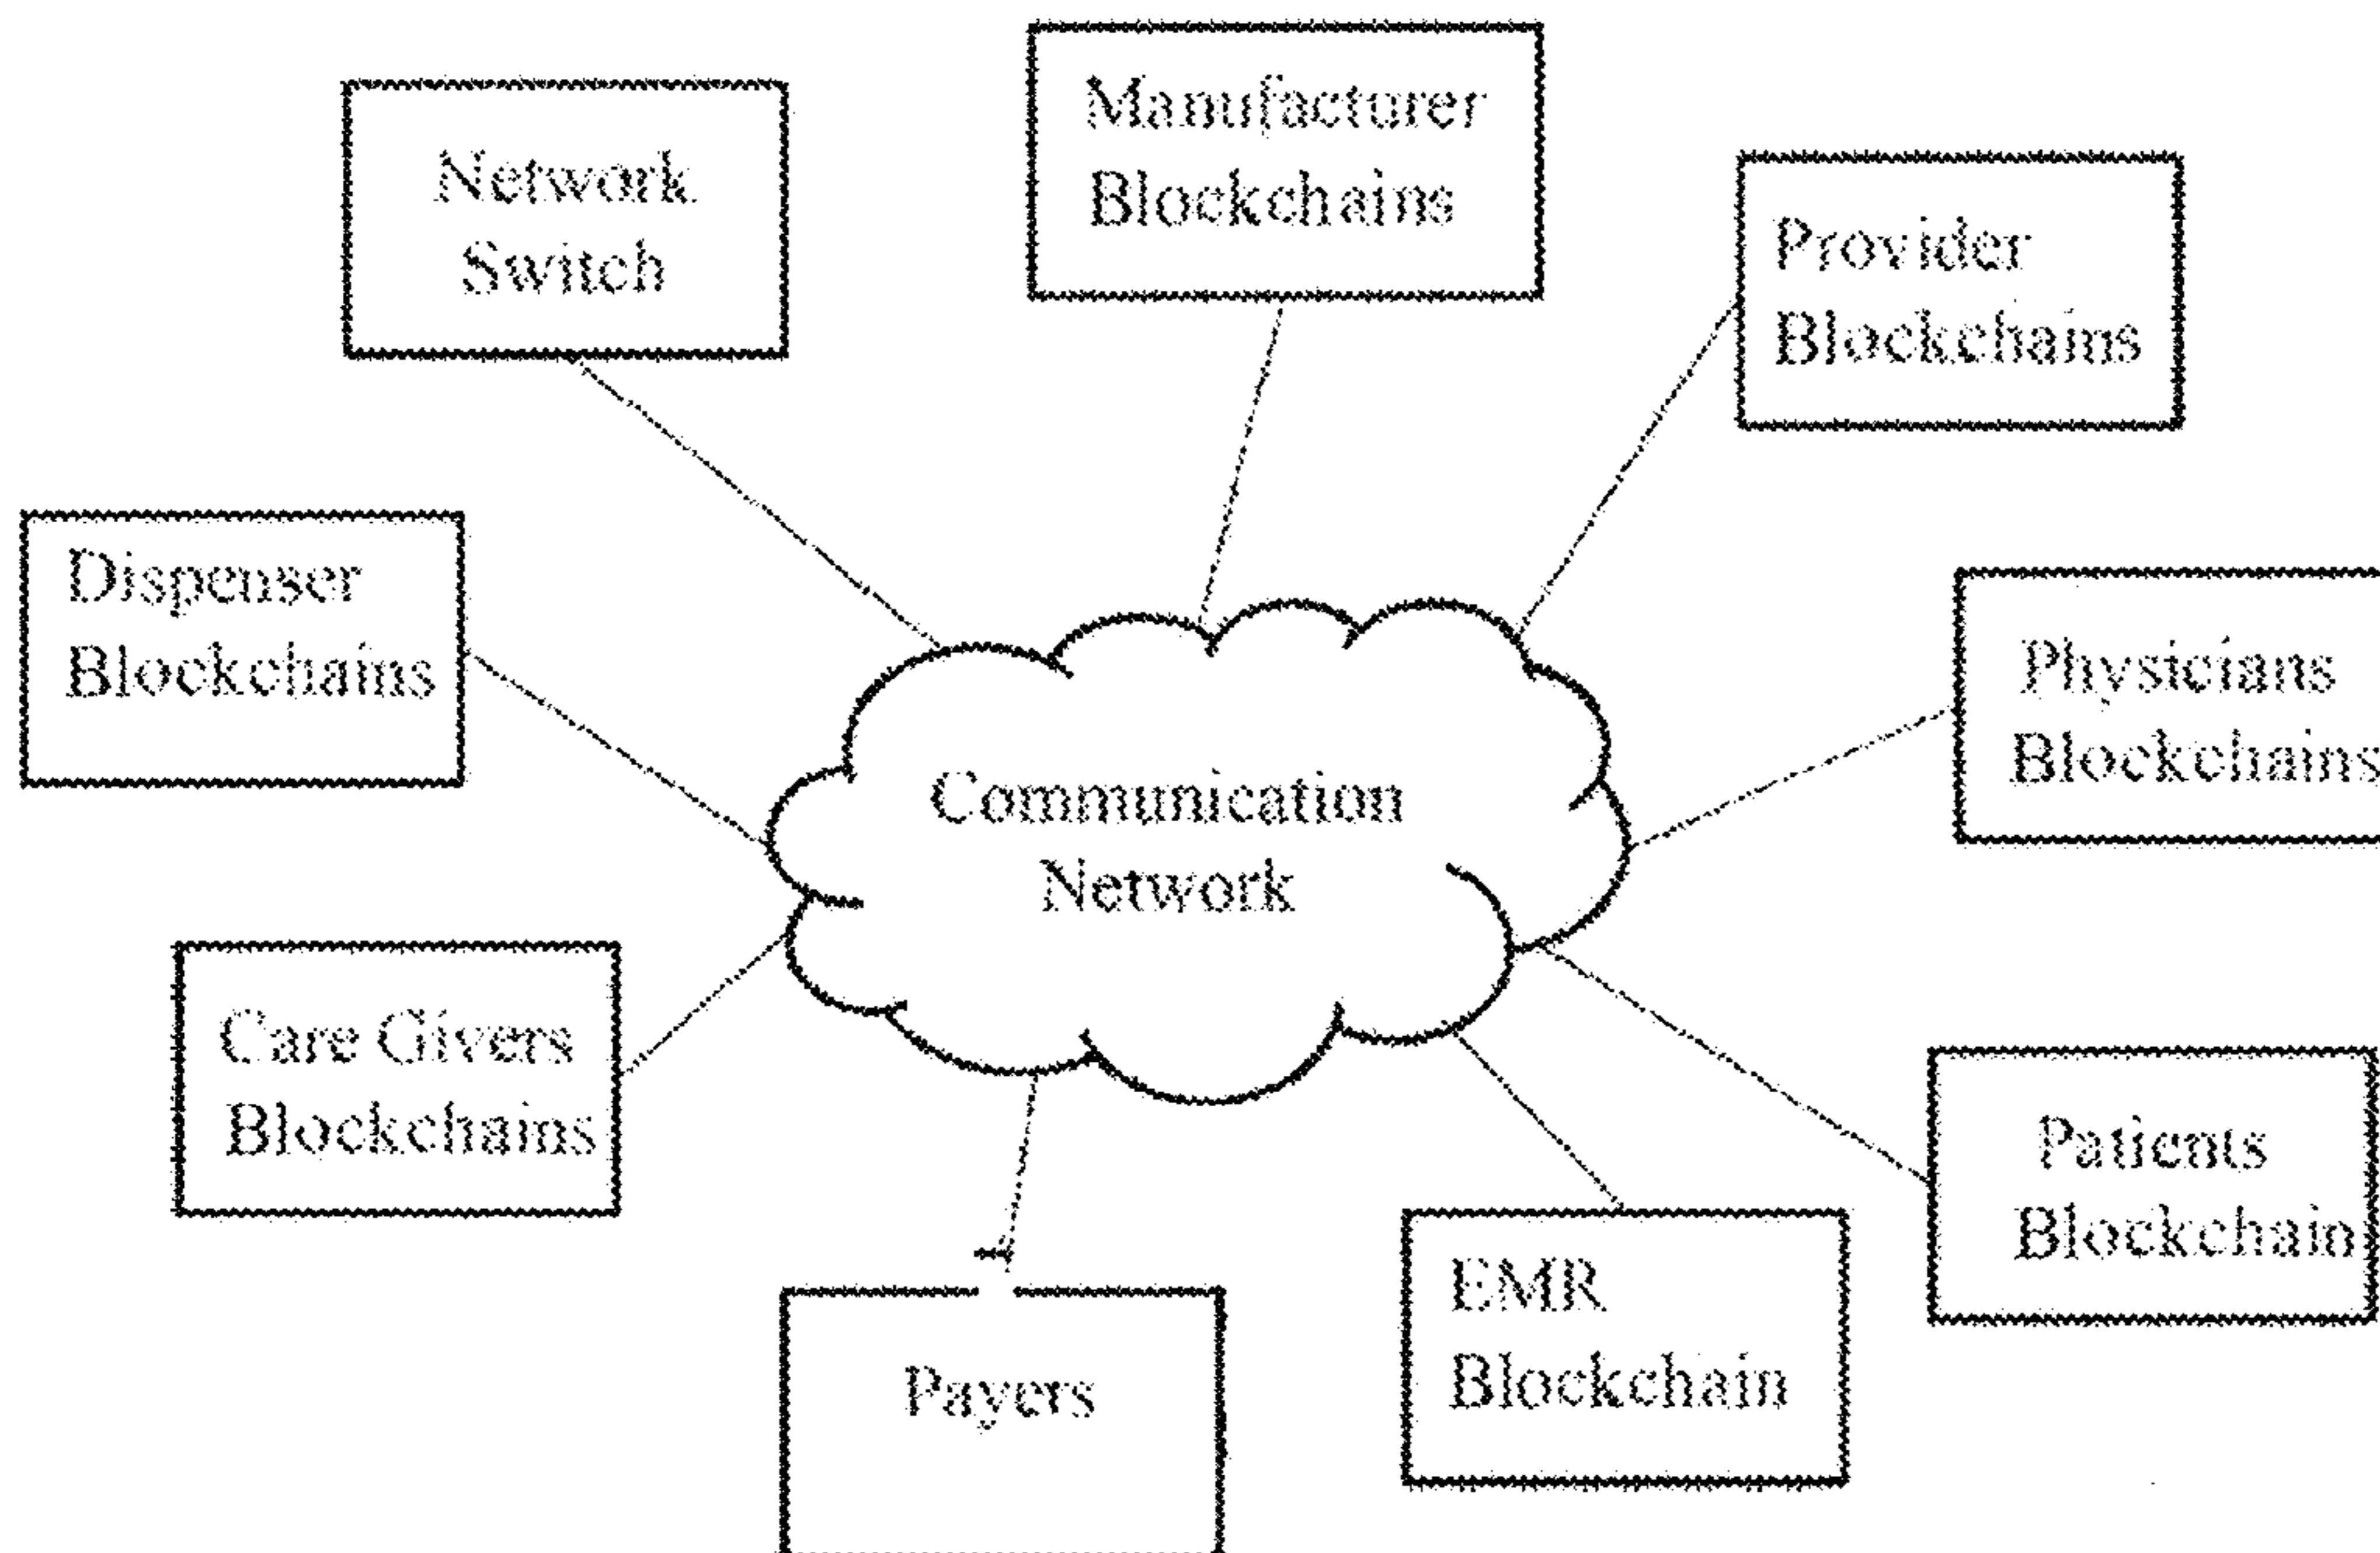 Manufacturer
Blockchains
Network
Switch
Provider
Blockchains
Dispenser
Blockchains
Physicians
Blockchains
Communication
Network
Care Givers
Blockchains
Patients
Blockchain
EMR
Blockchain
Payers